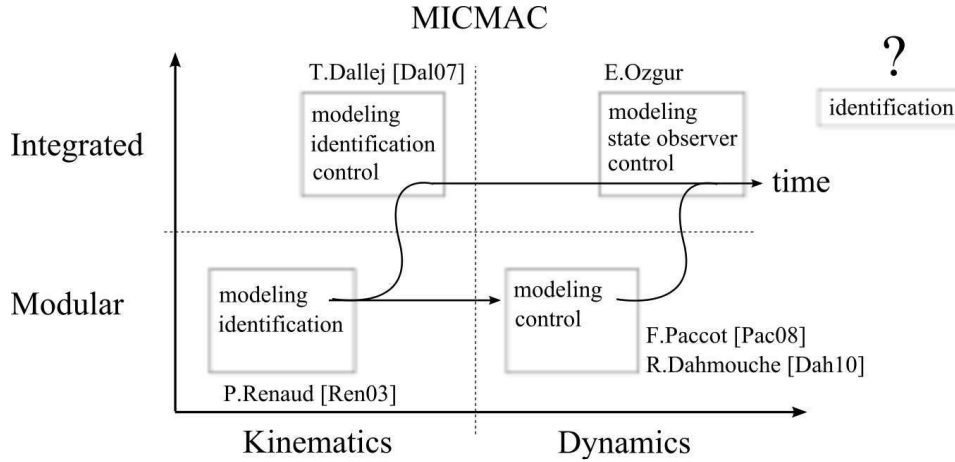 MICMAC
?
identification
T.Dallej [Dal07]
E.Ozgur
Integrated
modeling
identification
control
modeling
state observer
control
time
Modular
modeling
identification
modeling
control
P.Renaud [Ren03]
F.Paccot [Pac08]
R.Dahmouche [Dah10]
Kinematics
Dynamics